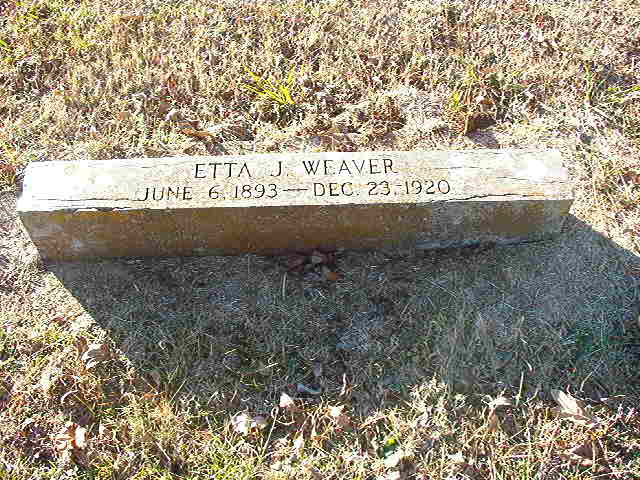 ETTA J. WEAVER
JUNE 6, 1893—DEC. 23, 1920